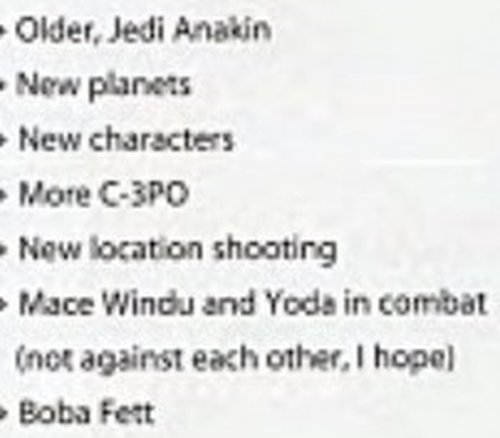 • Older, Jedi Anakin
• New planets
• New characters
• More C-3PO
• New location shooting
• Mace Windu and Yoda in combat
(not against each other, I hope)
• Boba Fett